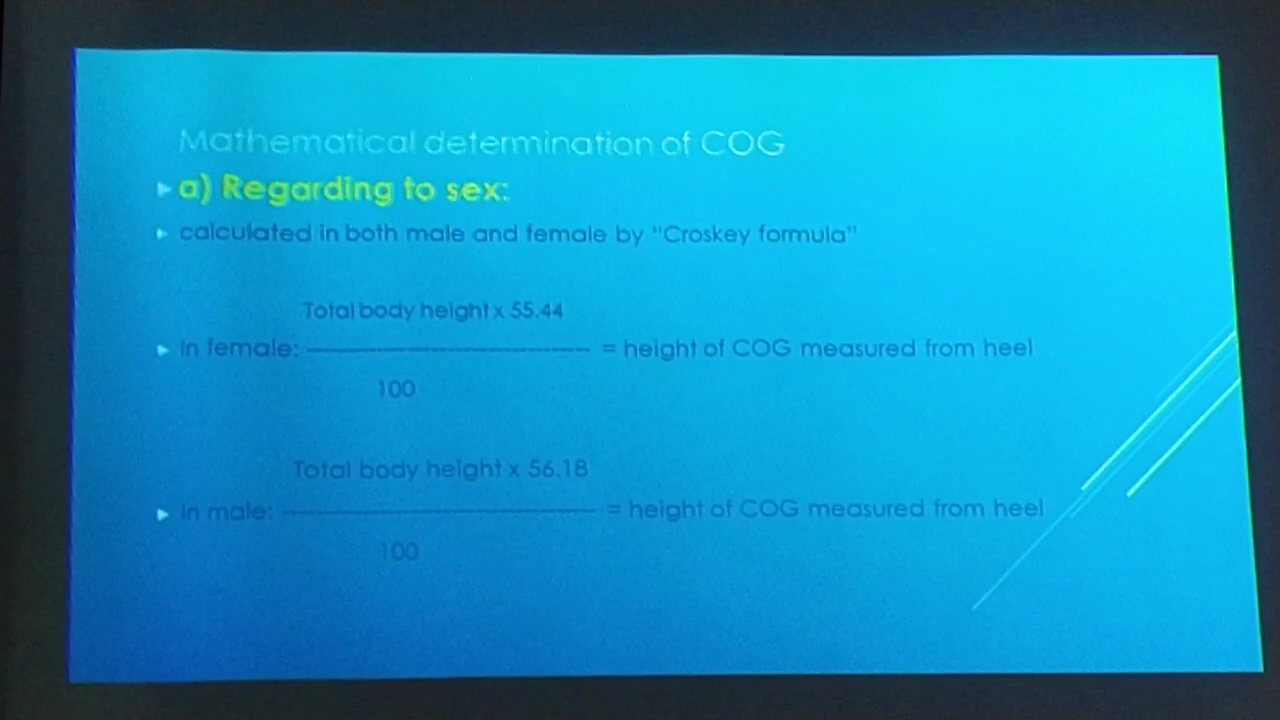 Mathematical determination of COG
a) Regarding to sex:
calculated in both male and female by "Croskey formula"
Total body height x 55.44
In female: ---------------------------------- = height of COG measured from heel
100
Total body height x 56.18
In male: -------------------------------------- = height of COG measured from heel
100